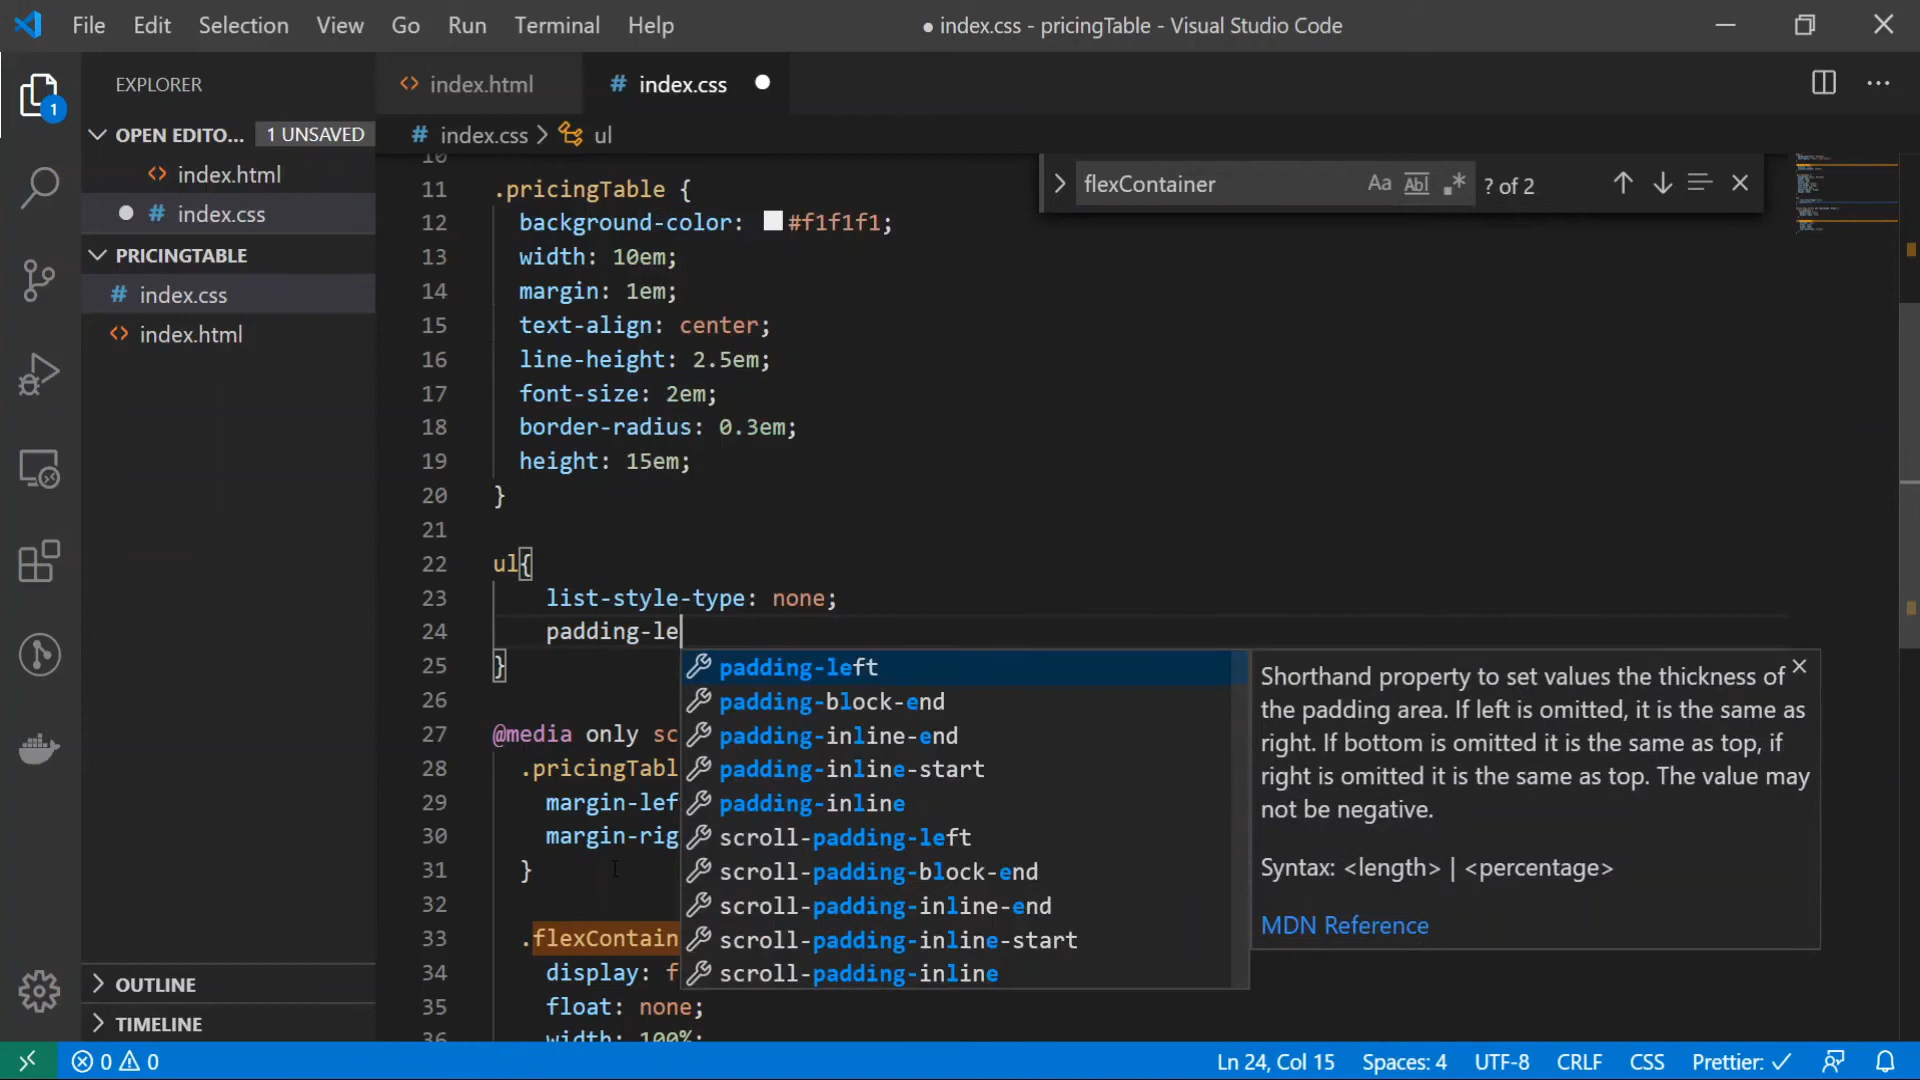 File Edit Selection View Go Run Terminal Help
● index.css - pricingTable - Visual Studio Code
EXPLORER
OPEN EDITO... 1 UNSAVED
<> index.html
# index.css
PRICINGTABLE
# index.css
<> index.html
OUTLINE
TIMELINE
1
<> index.html
# index.css
# index.css > ul
flexContainer Aa Abl .* ? of 2
10
11 .pricingTable {
12 background-color: #f1f1f1;
13 width: 10em;
14 margin: 1em;
15 text-align: center;
16 line-height: 2.5em;
17 font-size: 2em;
18 border-radius: 0.3em;
19 height: 15em;
20 }
21
22 ul{
23 list-style-type: none;
24 padding-le
25 }
26
27 @media only sc
28 .pricingTabl
29 margin-lef
30 margin-rig
31 }
32
33 .flexContain
34 display: f
35 float: none;
36 width: 100%;
padding-left
padding-block-end
padding-inline-end
padding-inline-start
padding-inline
scroll-padding-left
scroll-padding-block-end
scroll-padding-inline-end
scroll-padding-inline-start
scroll-padding-inline
Shorthand property to set values the thickness of
the padding area. If left is omitted, it is the same as
right. If bottom is omitted it is the same as top, if
right is omitted it is the same as top. The value may
not be negative.
Syntax: <length> | <percentage>
MDN Reference
0 0
Ln 24, Col 15 Spaces: 4 UTF-8 CRLF CSS Prettier: ✓